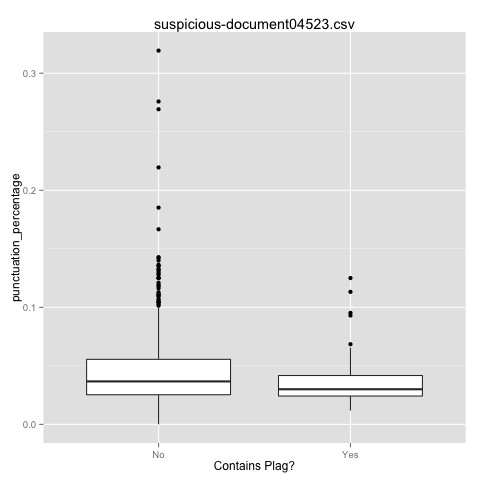 suspicious-document04523.csv
punctuation_percentage
0.3
0.2
0.1
0.0
No Yes
Contains Plag?